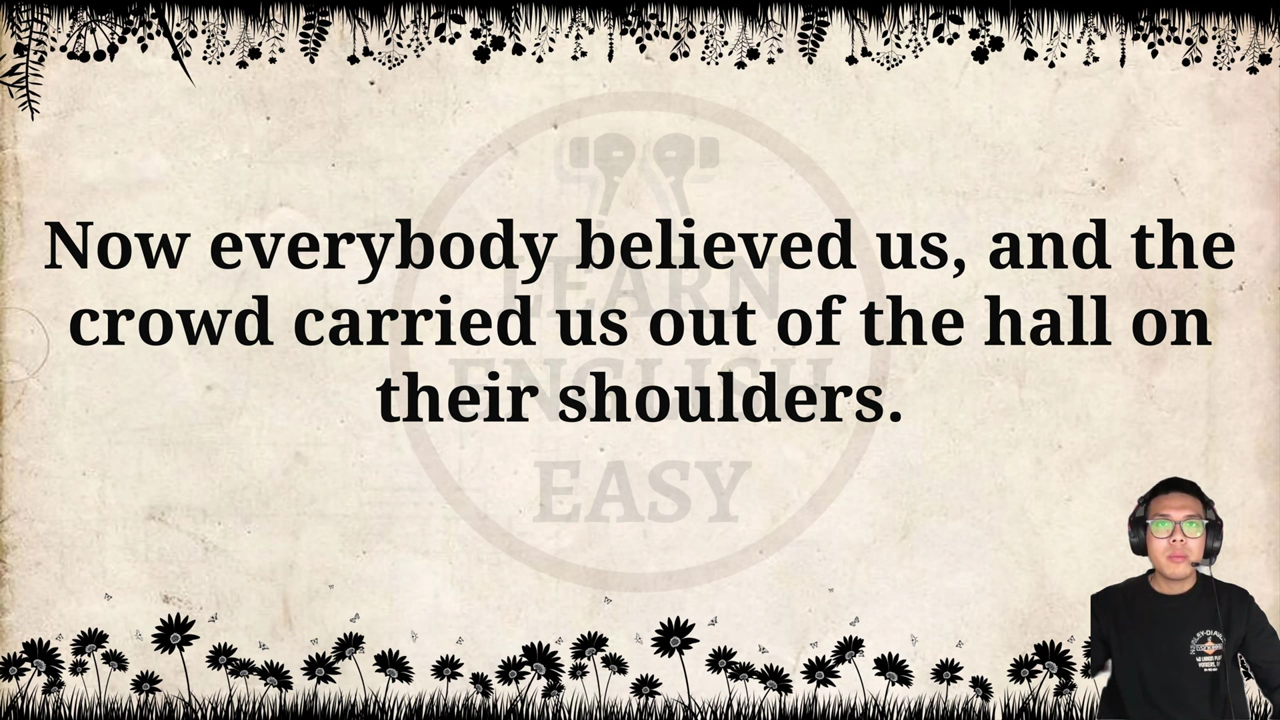 Now everybody believed us, and the
crowd carried us out of the hall on
their shoulders.
LEARN
ENGLISH
EASY